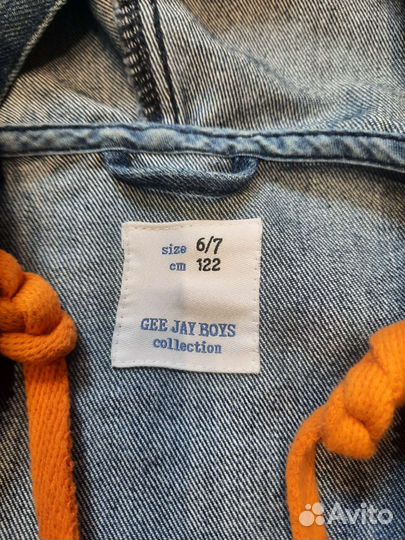 size 6/7
cm 122
GEE JAY BOYS
collection
Avito